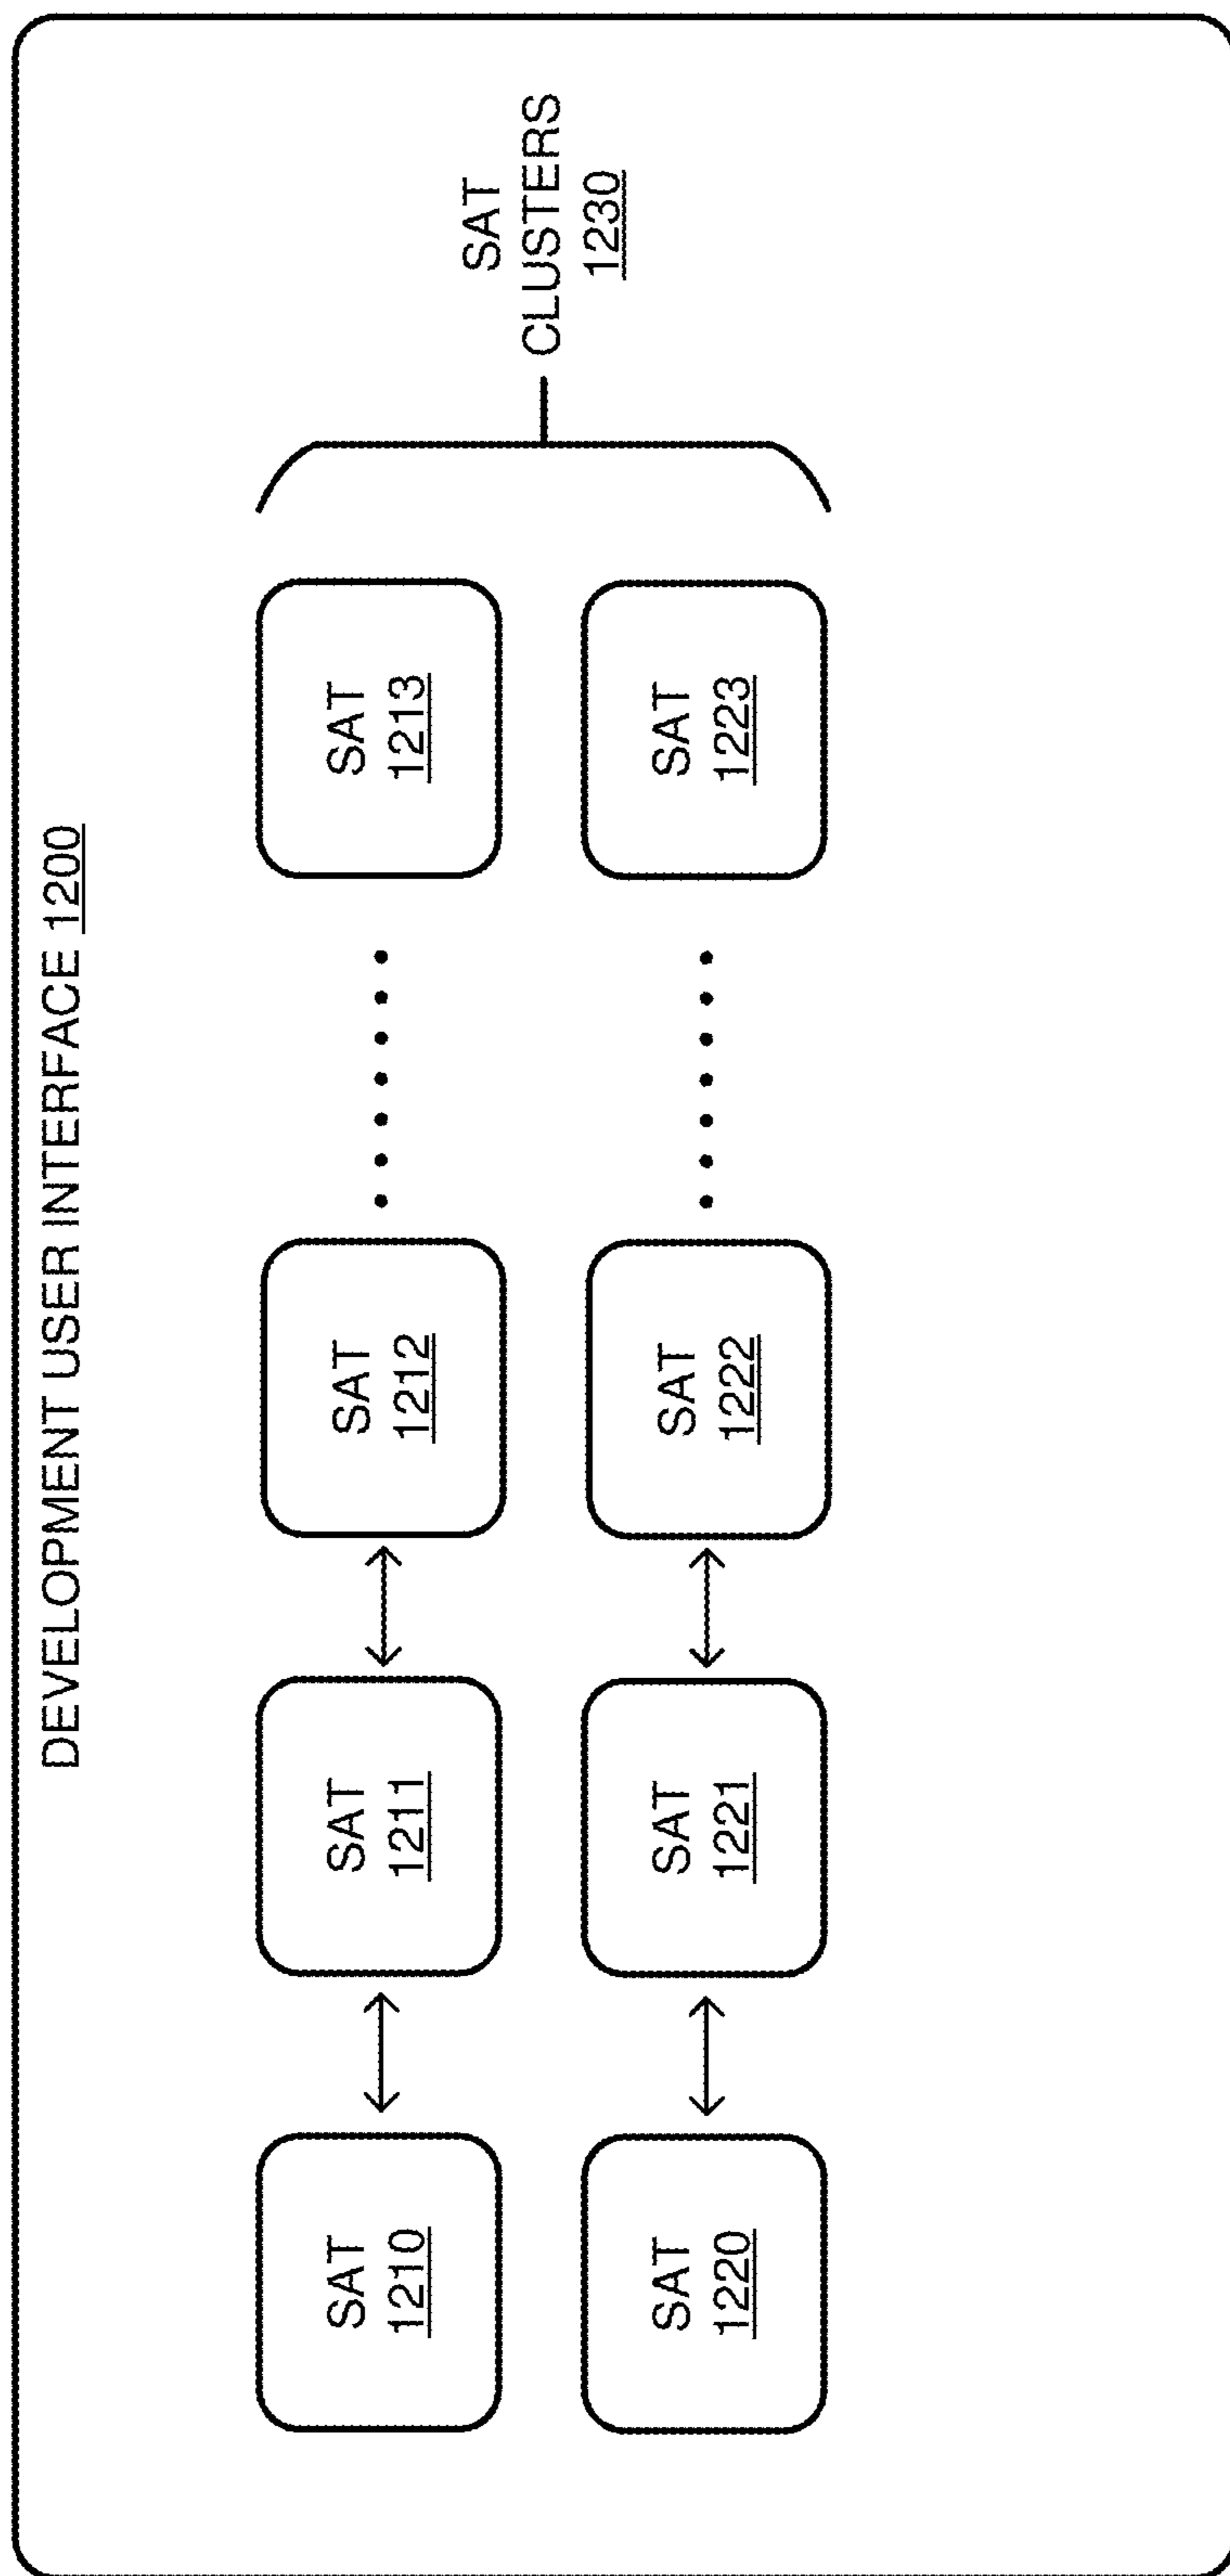 DEVELOPMENT USER INTERFACE 1200
SAT
1210
SAT
1211
SAT
1212
SAT
1213
SAT
CLUSTERS
1230
SAT
1220
SAT
1221
SAT
1222
SAT
1223